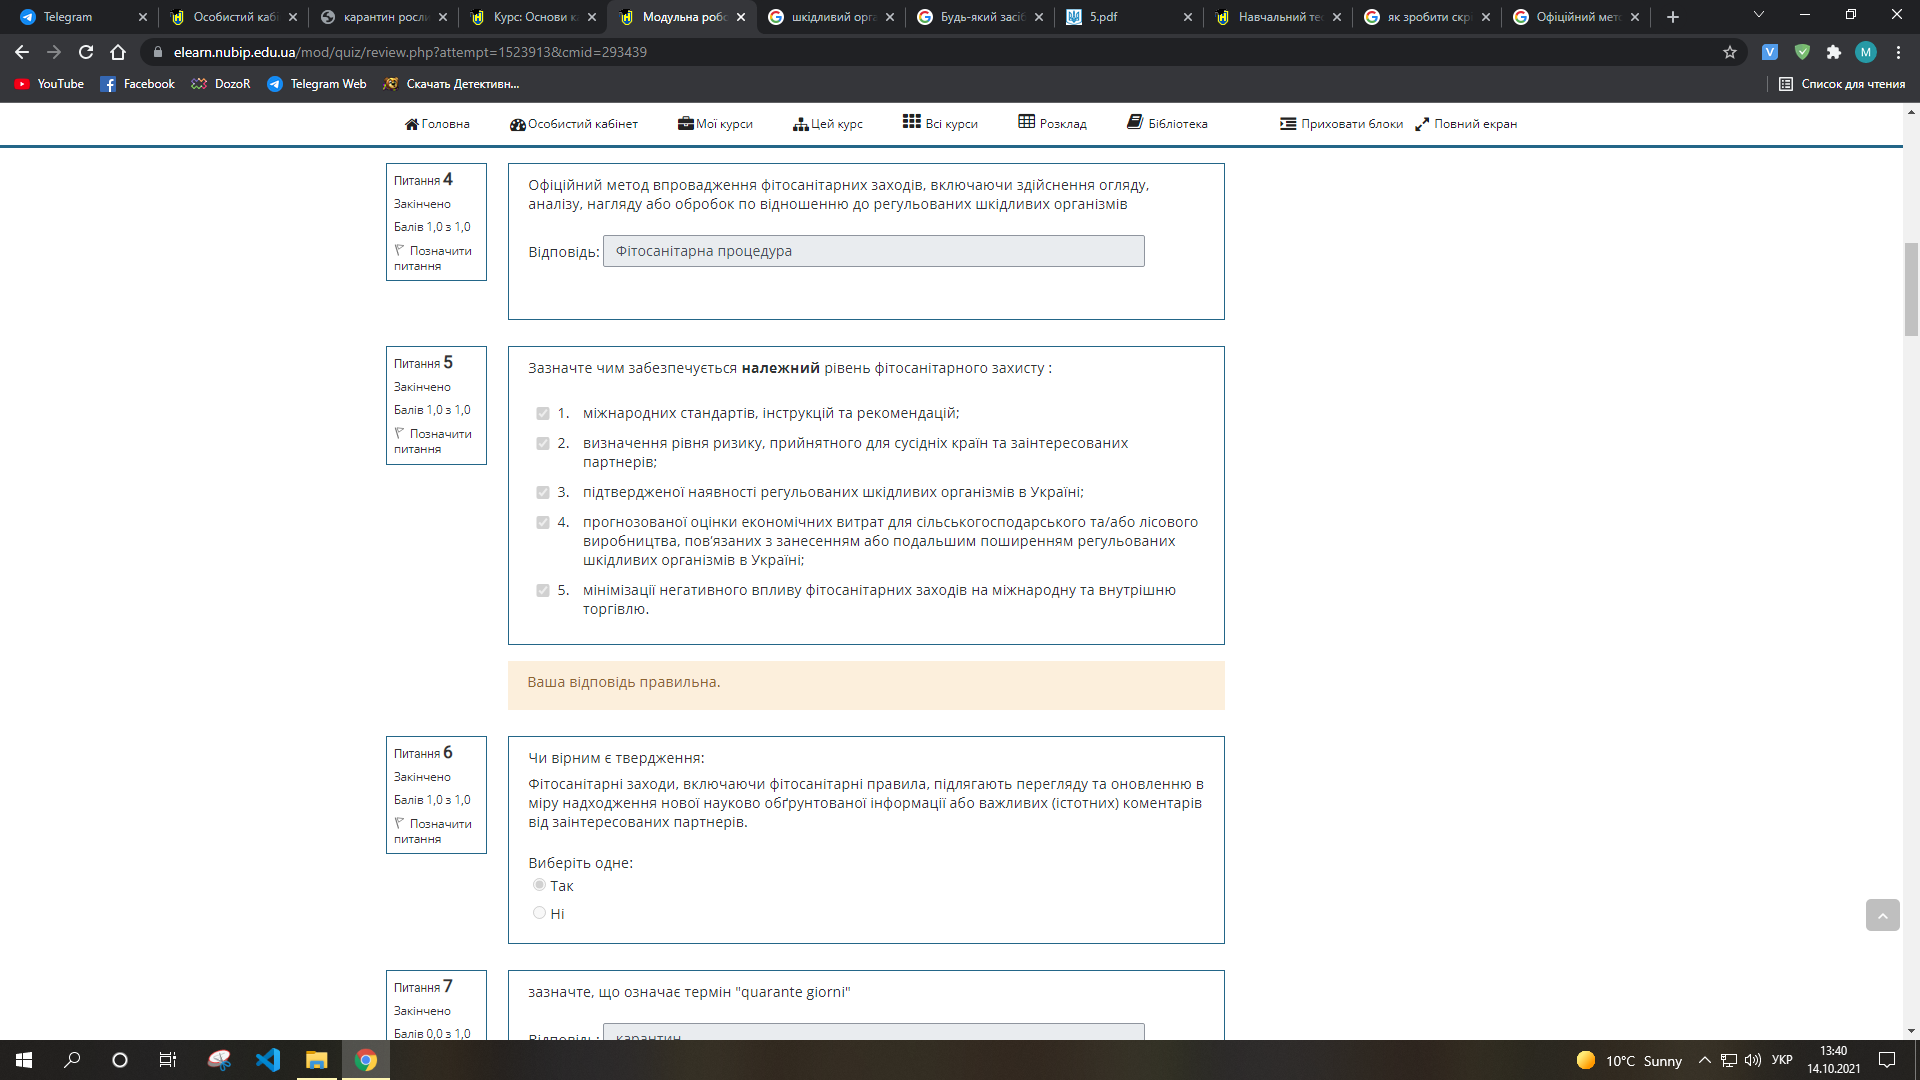 Telegram
Особистий кабі
карантин росли
Курс: Основи к
Модульна робо
шкідливий орга
Будь-який засіб
5.pdf
Навчальний тес
як зробити скрі
Офіційний мето
elearn.nubip.edu.ua/mod/quiz/review.php?attempt=1523913&cmid=293439
V
M
YouTube
Facebook
DozoR
Telegram Web
Скачать Детективн...
Список для чтения
Головна
Особистий кабінет
Мої курси
Цей курс
Всі курси
Розклад
Бібліотека
Приховати блоки
Повний екран
Питання 4
Закінчено
Балів 1,0 з 1,0
Позначити
питання
Офіційний метод впровадження фітосанітарних заходів, включаючи здійснення огляду,
аналізу, нагляду або обробок по відношенню до регульованих шкідливих організмів
Відповідь: Фітосанітарна процедура
Питання 5
Закінчено
Балів 1,0 з 1,0
Позначити
питання
Зазначте чим забезпечується належний рівень фітосанітарного захисту :
1. міжнародних стандартів, інструкцій та рекомендацій;
2. визначення рівня ризику, прийнятного для сусідніх країн та заінтересованих
партнерів;
3. підтвердженої наявності регульованих шкідливих організмів в Україні;
4. прогнозованої оцінки економічних витрат для сільськогосподарського та/або лісового
виробництва, пов'язаних з занесенням або подальшим поширенням регульованих
шкідливих організмів в Україні;
5. мінімізації негативного впливу фітосанітарних заходів на міжнародну та внутрішню
торгівлю.
Ваша відповідь правильна.
Питання 6
Закінчено
Балів 1,0 з 1,0
Позначити
питання
Чи вірним є твердження:
Фітосанітарні заходи, включаючи фітосанітарні правила, підлягають перегляду та оновленню в
міру надходження нової науково обґрунтованої інформації або важливих (істотних) коментарів
від заінтересованих партнерів.
Виберіть одне:
Так
Ні
Питання 7
Закінчено
Балів 0,0 з 1,0
зазначте, що означає термін "quarante giorni"
Відповідь: карантин
10°C Sunny
УКР
13:40
14.10.2021